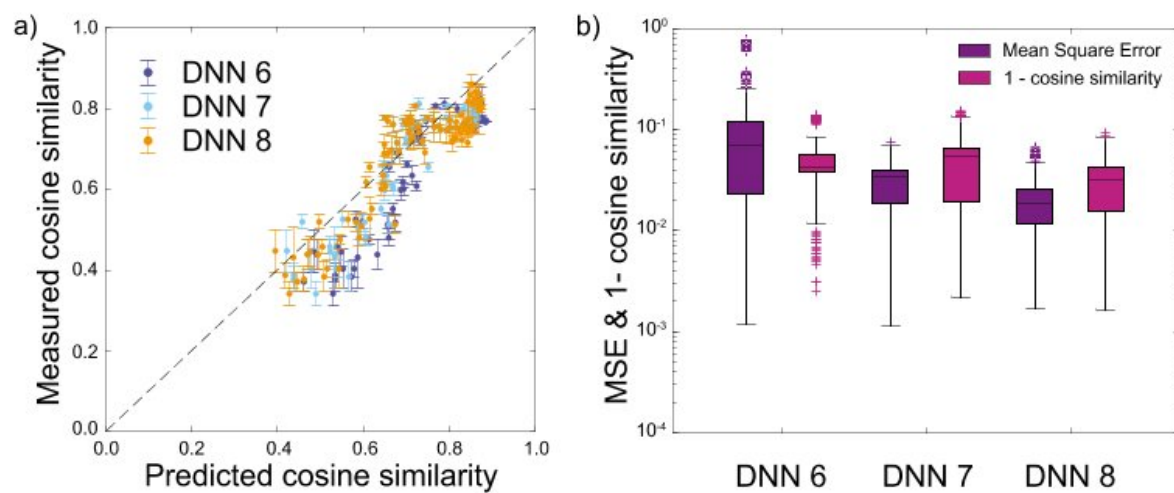 a)
Measured cosine similarity
1.0
0.8
0.6
0.4
0.2
0.0
DNN 6
DNN 7
DNN 8
0.0 0.2 0.4 0.6 0.8 1.0
Predicted cosine similarity
b)
MSE & 1- cosine similarity
10⁰
10⁻¹
10⁻²
10⁻³
10⁻⁴
Mean Square Error
1 - cosine similarity
DNN 6 DNN 7 DNN 8